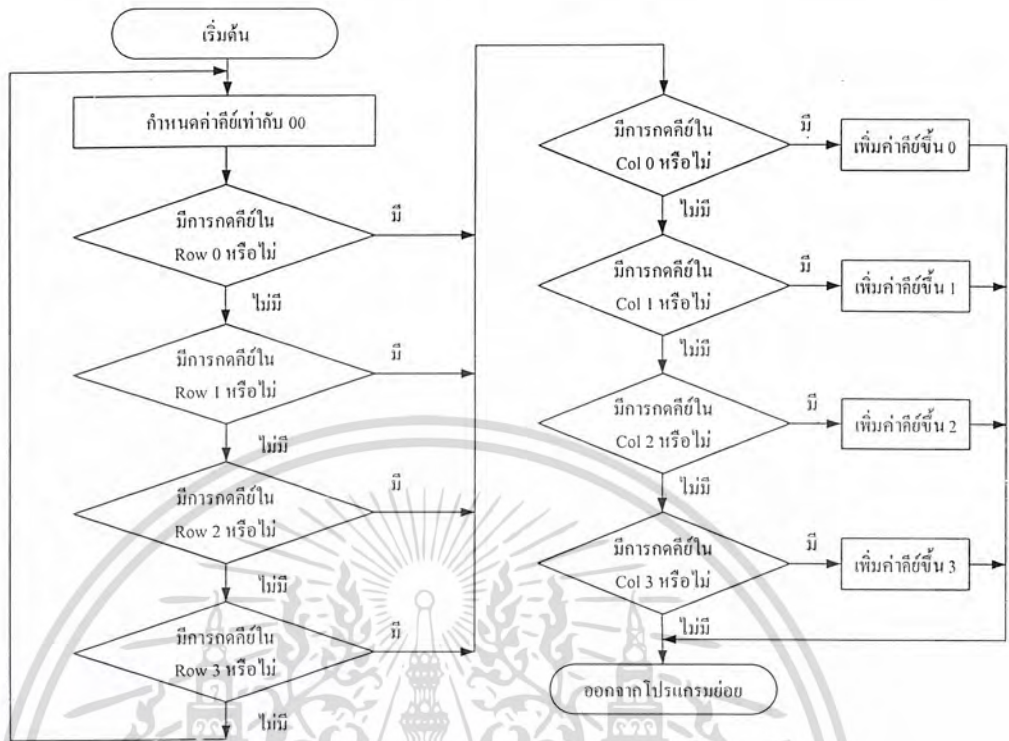 เริ่มต้น
กำหนดค่าคีย์เท่ากับ 00
มีการกดคีย์ใน
Row 0 หรือไม่
มี
ไม่มี
มีการกดคีย์ใน
Row 1 หรือไม่
มี
ไม่มี
มีการกดคีย์ใน
Row 2 หรือไม่
มี
ไม่มี
มีการกดคีย์ใน
Row 3 หรือไม่
มี
ไม่มี
มีการกดคีย์ใน
Col 0 หรือไม่
มี
เพิ่มค่าคีย์ขึ้น 0
ไม่มี
มีการกดคีย์ใน
Col 1 หรือไม่
มี
เพิ่มค่าคีย์ขึ้น 1
ไม่มี
มีการกดคีย์ใน
Col 2 หรือไม่
มี
เพิ่มค่าคีย์ขึ้น 2
ไม่มี
มีการกดคีย์ใน
Col 3 หรือไม่
มี
เพิ่มค่าคีย์ขึ้น 3
ไม่มี
ออกจากโปรแกรมย่อย